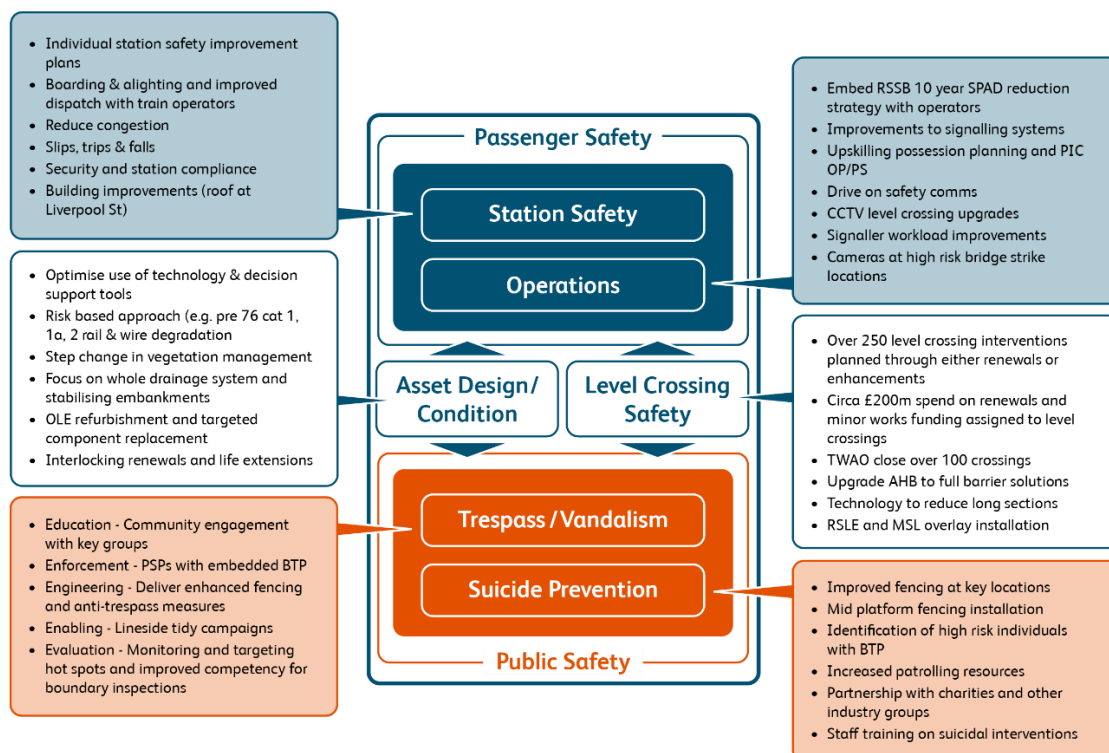 • Individual station safety improvement
plans
• Boarding & alighting and improved
dispatch with train operators
• Reduce congestion
• Slips, trips & falls
• Security and station compliance
• Building improvements (roof at
Liverpool St)
• Optimise use of technology & decision
support tools
• Risk based approach (e.g. pre 76 cat 1,
1a, 2 rail & wire degradation
• Step change in vegetation management
• Focus on whole drainage system and
stabilising embankments
• OLE refurbishment and targeted
component replacement
• Interlocking renewals and life extensions
• Education - Community engagement
with key groups
• Enforcement - PSPs with embedded BTP
• Engineering - Deliver enhanced fencing
and anti-trespass measures
• Enabling - Lineside tidy campaigns
• Evaluation - Monitoring and targeting
hot spots and improved competency for
boundary inspections
Passenger Safety
Station Safety
Operations
Asset Design/
Condition
Level Crossing
Safety
Trespass/Vandalism
Suicide Prevention
Public Safety
• Embed RSSB 10 year SPAD reduction
strategy with operators
• Improvements to signalling systems
• Upskilling possession planning and PIC
OP/PS
• Drive on safety comms
• CCTV level crossing upgrades
• Signaller workload improvements
• Cameras at high risk bridge strike
locations
• Over 250 level crossing interventions
planned through either renewals or
enhancements
• Circa £200m spend on renewals and
minor works funding assigned to level
crossings
• TWAO close over 100 crossings
• Upgrade AHB to full barrier solutions
• Technology to reduce long sections
• RSLE and MSL overlay installation
• Improved fencing at key locations
• Mid platform fencing installation
• Identification of high risk individuals
with BTP
• Increased patrolling resources
• Partnership with charities and other
industry groups
• Staff training on suicidal interventions